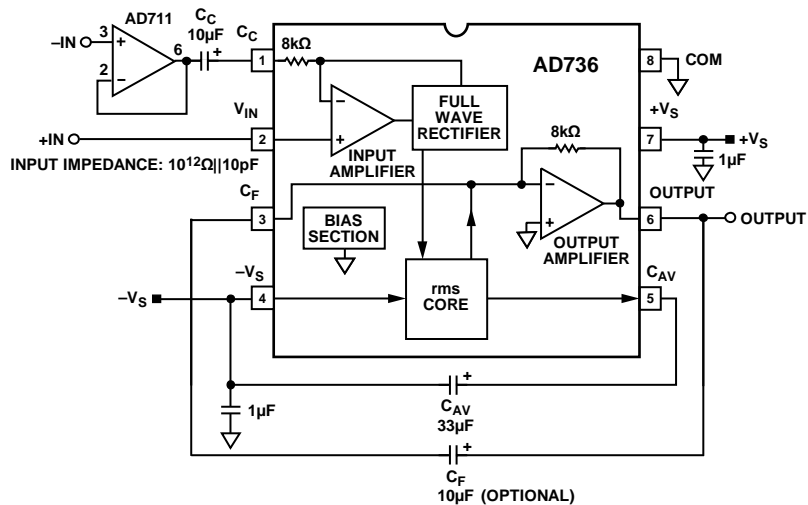 AD711
–IN
3
+
6
2
–
C_C
10µF
+
C_C
1
8kΩ
AD736
8
COM
V_IN
+IN
2
–
+
FULL
WAVE
RECTIFIER
INPUT
AMPLIFIER
INPUT IMPEDANCE: 10¹²Ω||10pF
+V_S
7
+V_S
1µF
8kΩ
C_F
3
BIAS
SECTION
–
+
OUTPUT
AMPLIFIER
OUTPUT
6
OUTPUT
–V_S
–V_S
4
rms
CORE
C_AV
5
1µF
+
C_AV
33µF
+
C_F
10µF (OPTIONAL)